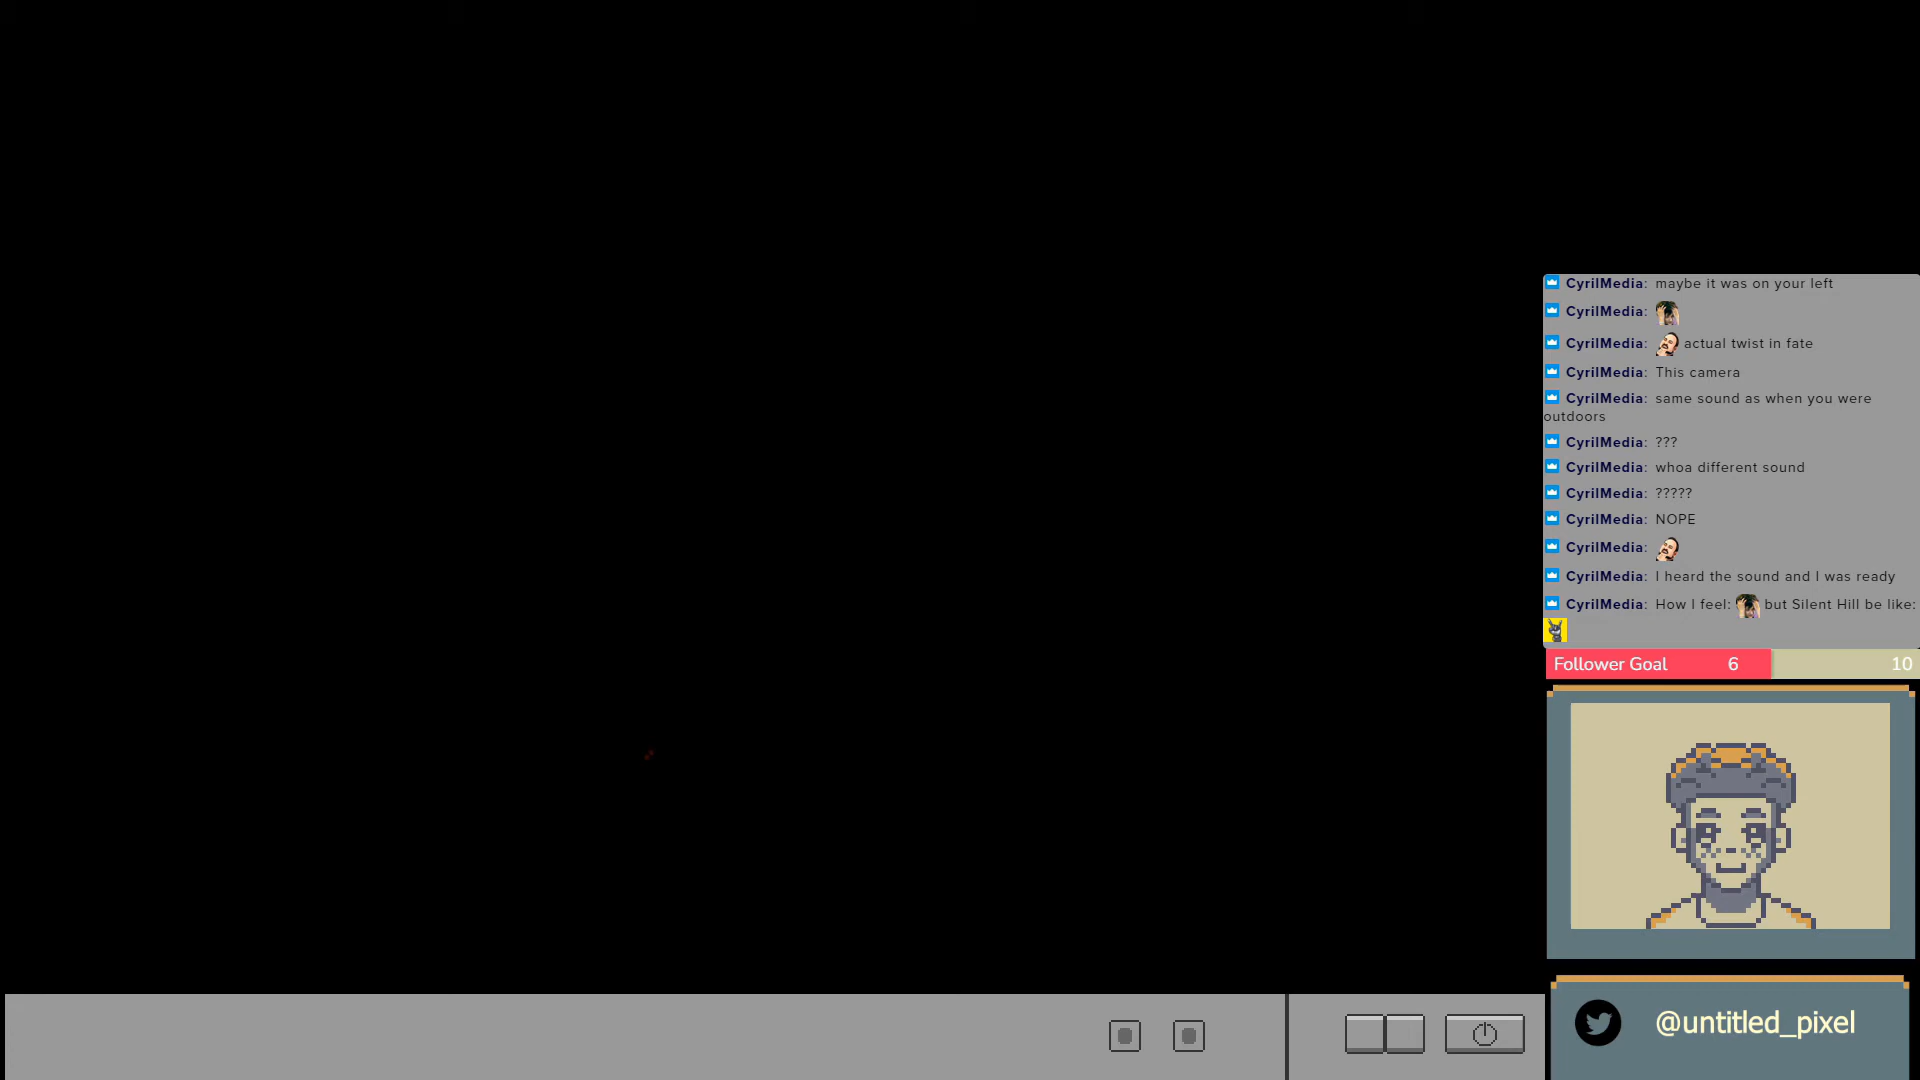 CyrilMedia: maybe it was on your left
CyrilMedia:
CyrilMedia: actual twist in fate
CyrilMedia: This camera
CyrilMedia: same sound as when you were
outdoors
CyrilMedia: ???
CyrilMedia: whoa different sound
CyrilMedia: ?????
CyrilMedia: NOPE
CyrilMedia:
CyrilMedia: I heard the sound and I was ready
CyrilMedia: How I feel: but Silent Hill be like:
Follower Goal 6 10
@untitled_pixel